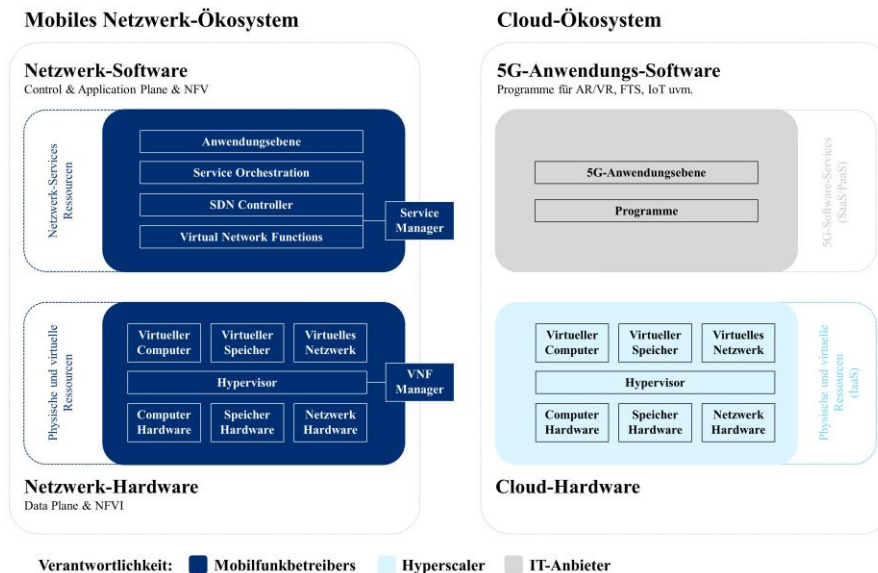 Mobiles Netzwerk-Ökosystem
Netzwerk-Software
Control & Application Plane & NFV
Netzwerk-Services
Ressourcen
Anwendungsebene
Service Orchestration
SDN Controller
Virtual Network Functions
Service
Manager
Physische und virtuelle
Ressourcen
Virtueller
Computer
Virtueller
Speicher
Virtuelles
Netzwerk
Hypervisor
VNF
Manager
Computer
Hardware
Speicher
Hardware
Netzwerk
Hardware
Netzwerk-Hardware
Data Plane & NFVI
Cloud-Ökosystem
5G-Anwendungs-Software
Programme für AR/VR, FTS, IoT uvm.
5G-Anwendungsebene
Programme
5G-Software-Services
(SaaS/PaaS)
Virtueller
Computer
Virtueller
Speicher
Virtuelles
Netzwerk
Hypervisor
Computer
Hardware
Speicher
Hardware
Netzwerk
Hardware
Physische und virtuelle
Ressourcen
(IaaS)
Cloud-Hardware
Verantwortlichkeit: Mobilfunkbetreibers Hyperscaler IT-Anbieter